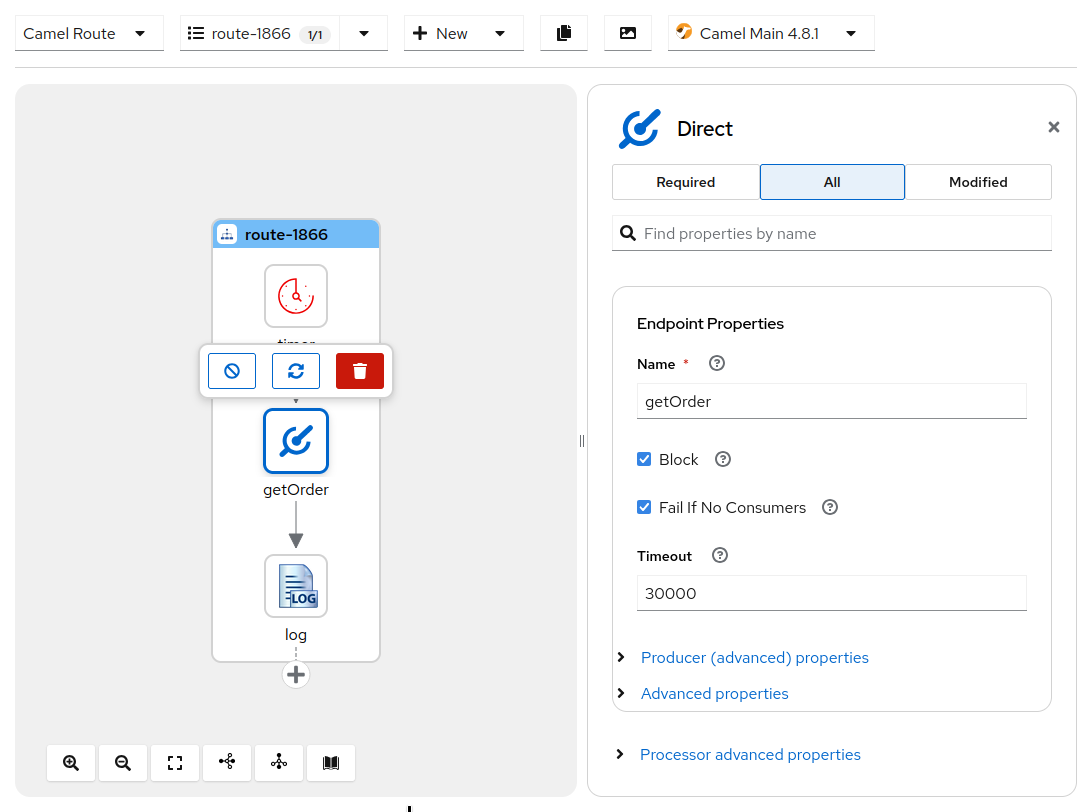 Camel Route
route-1866 1/1
New
Camel Main 4.8.1
route-1866
getOrder
LOG
log
Direct
Required All Modified
Find properties by name
Endpoint Properties
Name *
getOrder
Block
Fail If No Consumers
Timeout
30000
Producer (advanced) properties
Advanced properties
Processor advanced properties